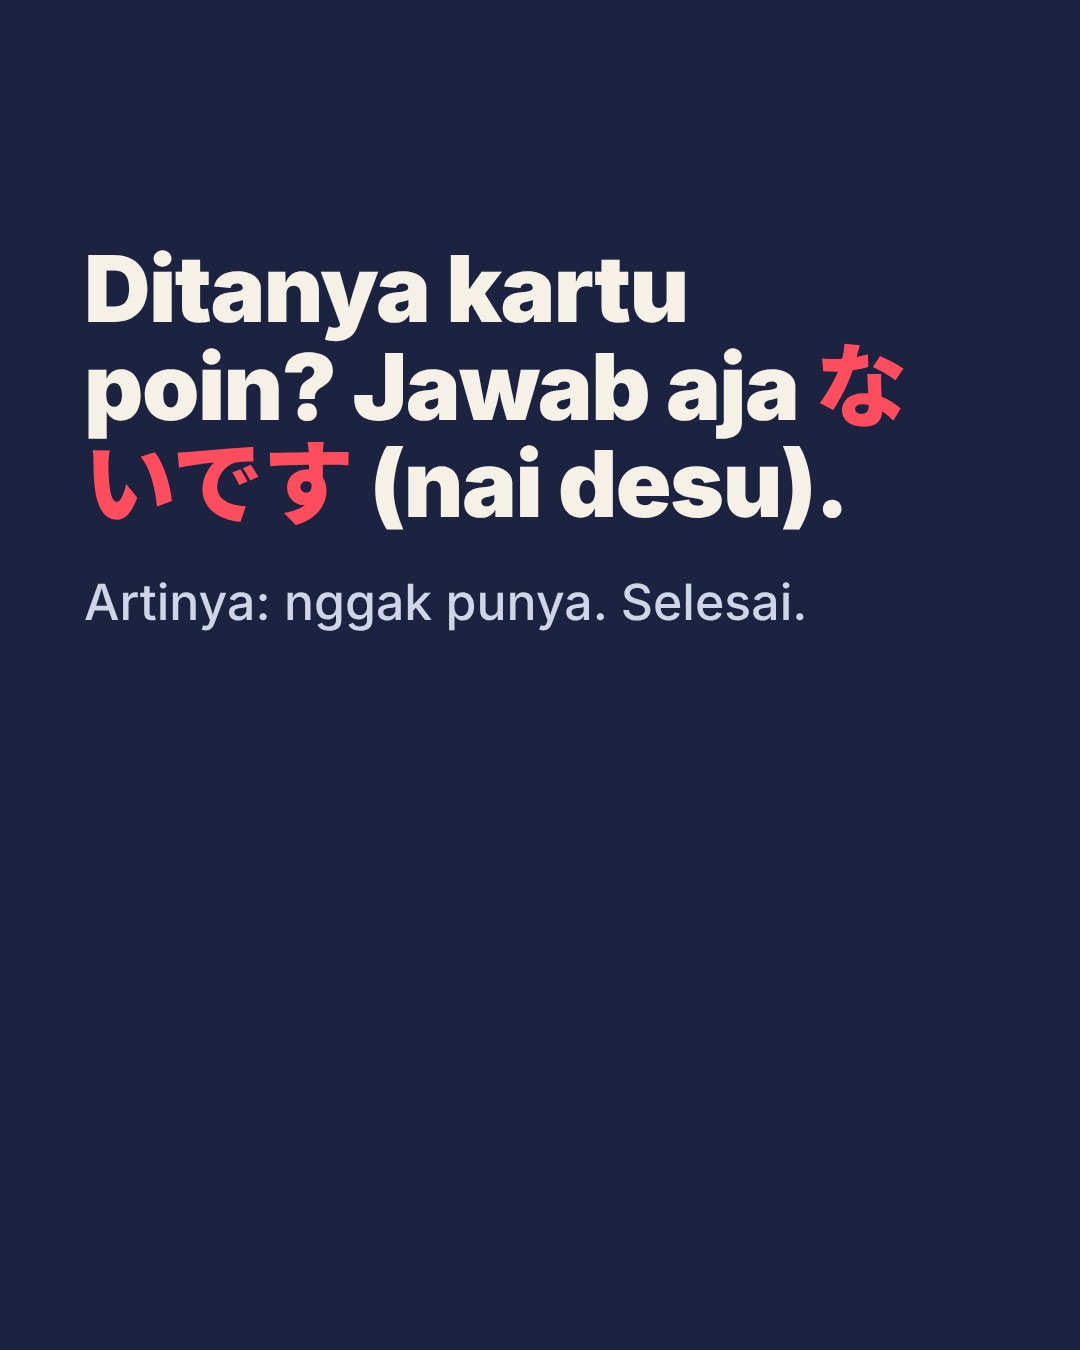 Ditanya kartu
poin? Jawab aja な
いです (nai desu).
Artinya: nggak punya. Selesai.